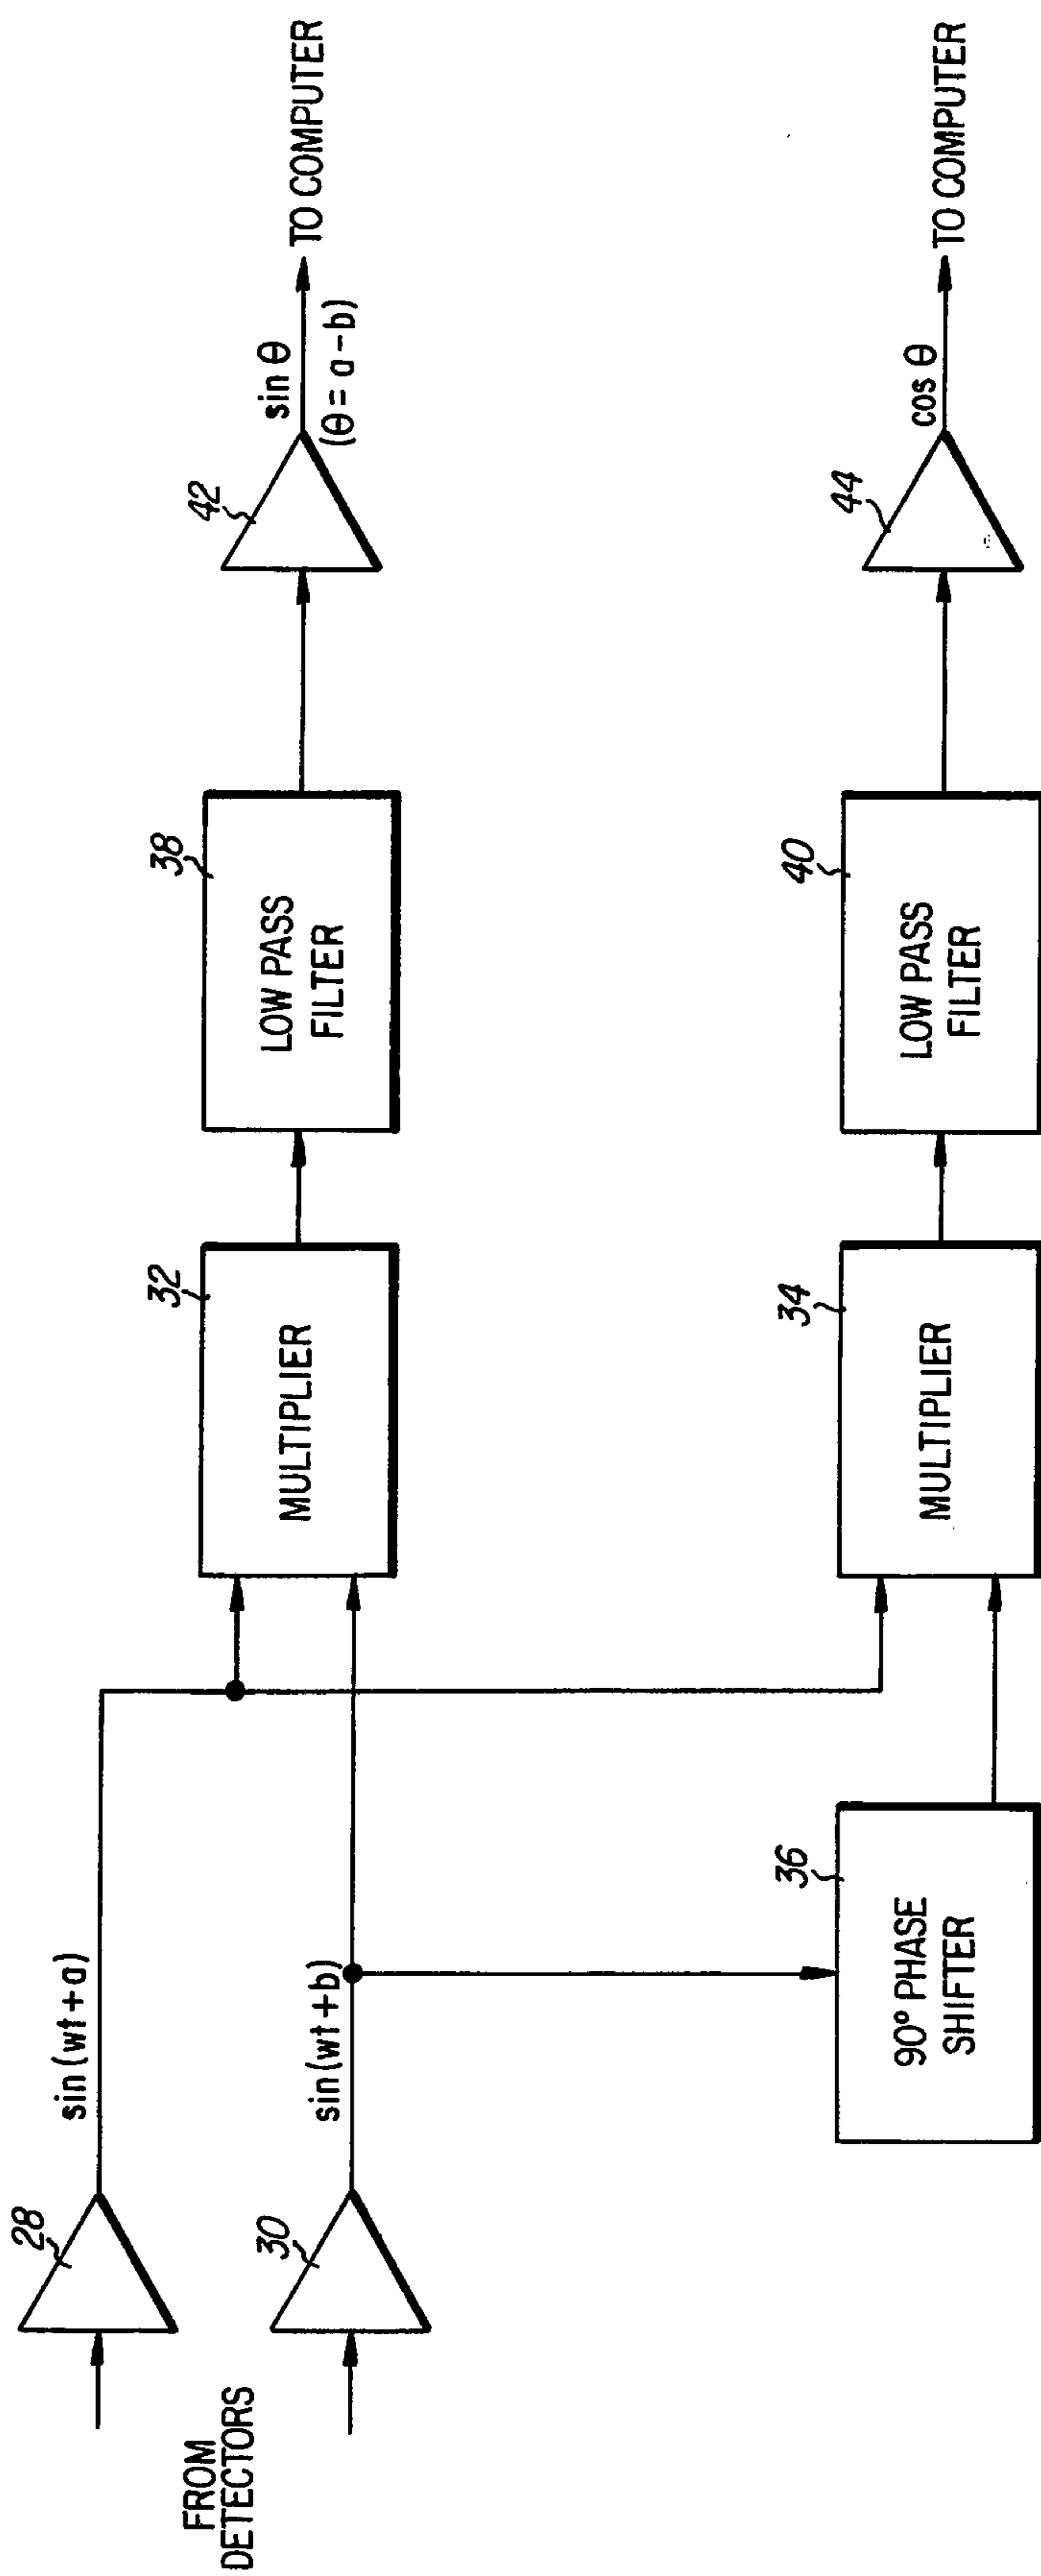 FROM
DETECTORS
28
sin (wt + a)
30
sin (wt + b)
36
90° PHASE
SHIFTER
32
MULTIPLIER
34
MULTIPLIER
38
LOW PASS
FILTER
40
LOW PASS
FILTER
42
sin θ
(θ = a - b)
TO COMPUTER
44
cos θ
TO COMPUTER